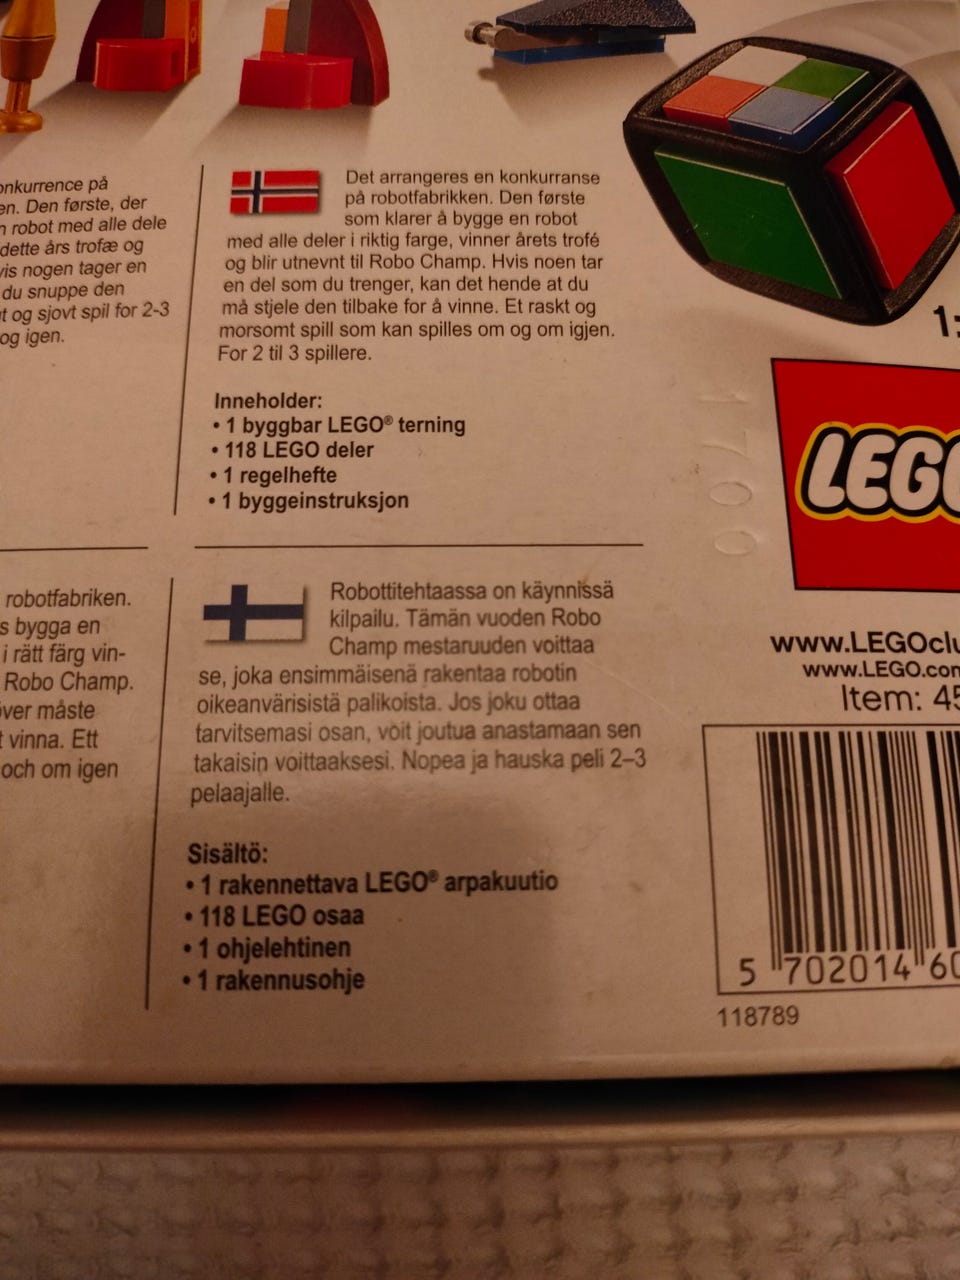 onkurrence på
en. Den første, der
n robot med alle dele
dette års trofæ og
vis nogen tager en
du snuppe den
t og sjovt spil for 2-3
og igen.
Det arrangeres en konkurranse
på robotfabrikken. Den første
som klarer å bygge en robot
med alle deler i riktig farge, vinner årets trofé
og blir utnevnt til Robo Champ. Hvis noen tar
en del som du trenger, kan det hende at du
må stjele den tilbake for å vinne. Et raskt og
morsomt spill som kan spilles om og om igjen.
For 2 til 3 spillere.
Inneholder:
• 1 byggbar LEGO® terning
• 118 LEGO deler
• 1 regelhefte
• 1 byggeinstruksjon
robotfabriken.
s bygga en
i rätt färg vin-
Robo Champ.
över måste
t vinna. Ett
och om igen
Robottitehtaassa on käynnissä
kilpailu. Tämän vuoden Robo
Champ mestaruuden voittaa
se, joka ensimmäisenä rakentaa robotin
oikeanvärisistä palikoista. Jos joku ottaa
tarvitsemasi osan, voit joutua anastamaan sen
takaisin voittaaksesi. Nopea ja hauska peli 2–3
pelaajalle.
Sisältö:
• 1 rakennettava LEGO® arpakuutio
• 118 LEGO osaa
• 1 ohjelehtinen
• 1 rakennusohje
1:
1700
LEGO
www.LEGOclu
www.LEGO.com
Item: 45
5 702014 60
118789